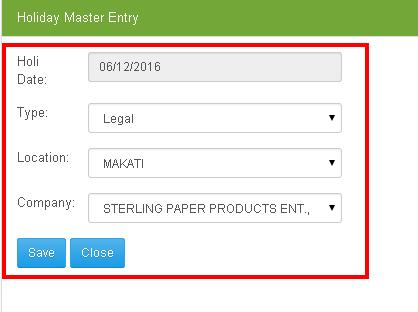 Holiday Master Entry
Holi
Date:
06/12/2016
Type:
Legal
Location:
MAKATI
Company:
STERLING PAPER PRODUCTS ENT.,
Save
Close